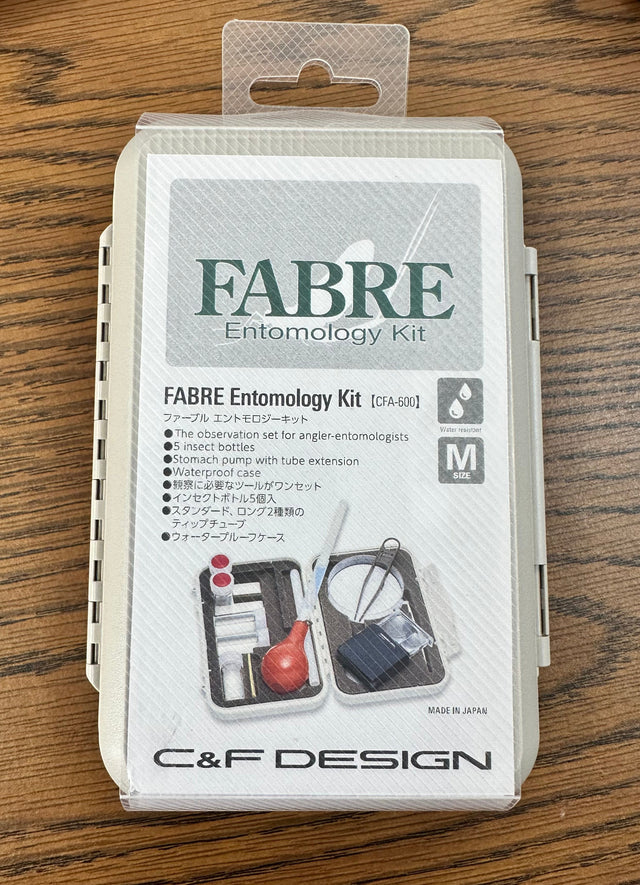 FABRE
Entomology Kit
FABRE Entomology Kit【CFA-600】
ファーブル エントモロジーキット
●The observation set for angler-entomologists
●5 insect bottles
●Stomach pump with tube extension
●Waterproof case
●観察に必要なツールがワンセット
●インセクトボトル5個入
●スタンダード、ロング2種類の
ティップチューブ
●ウォータープルーフケース
Water resistant
M
SIZE
MADE IN JAPAN
C&F DESIGN